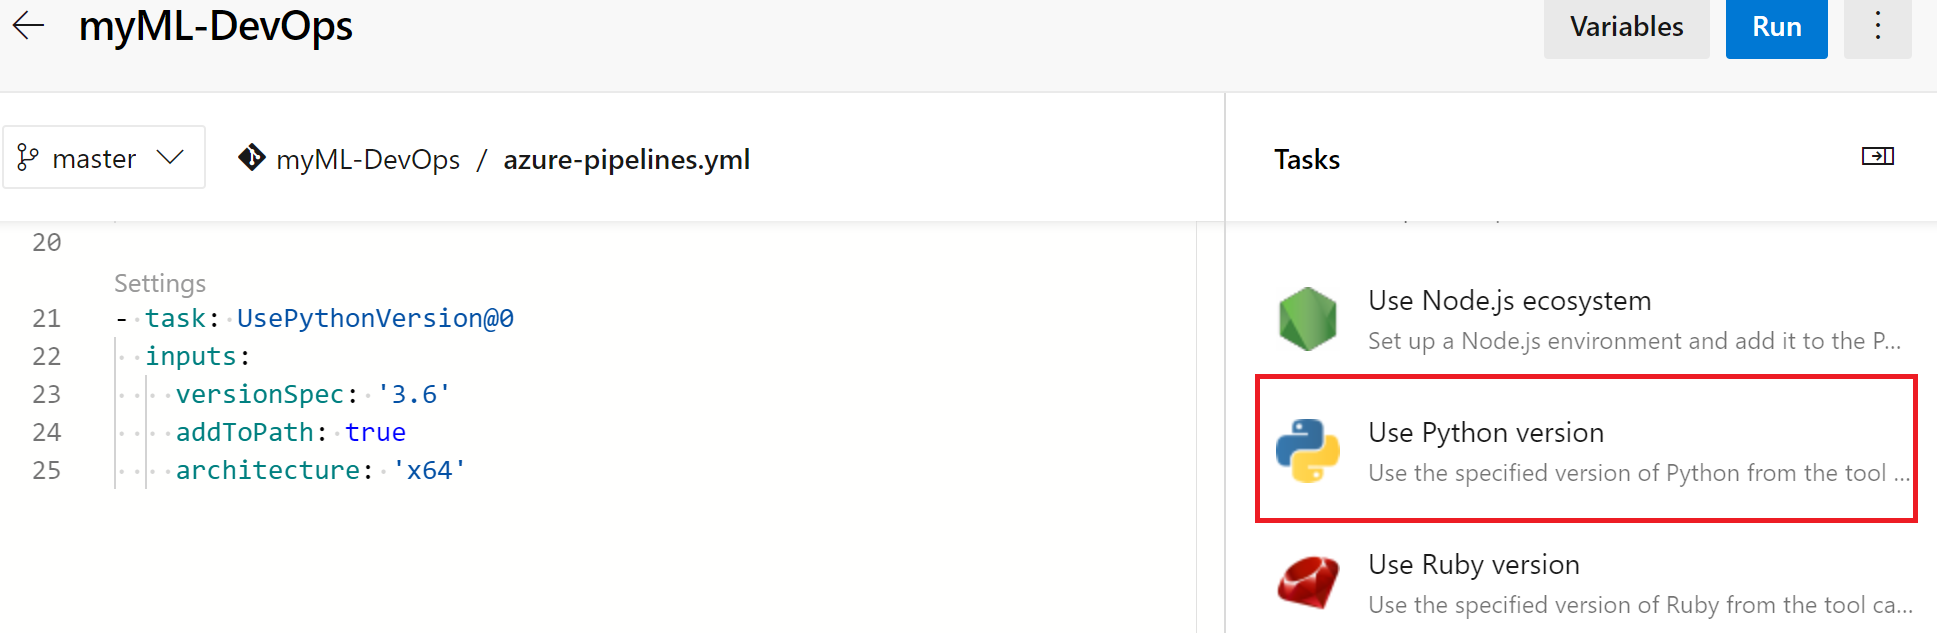 myML-DevOps
Variables
Run
master
myML-DevOps / azure-pipelines.yml
Tasks
20
Settings
21 - task: UsePythonVersion@0
22 inputs:
23 versionSpec: '3.6'
24 addToPath: true
25 architecture: 'x64'
Use Node.js ecosystem
Set up a Node.js environment and add it to the P...
Use Python version
Use the specified version of Python from the tool ...
Use Ruby version
Use the specified version of Ruby from the tool ca...